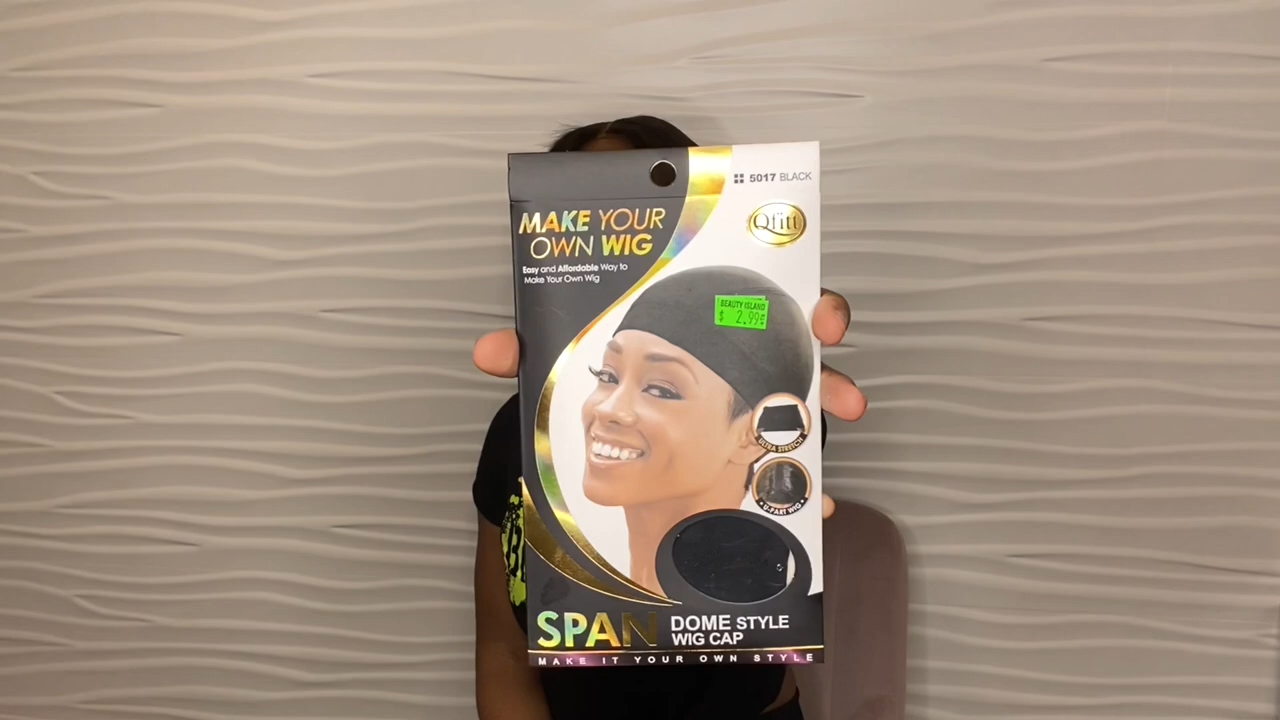 5017 BLACK
Qfitt
MAKE YOUR
OWN WIG
Easy and Affordable Way to
Make Your Own Wig
BEAUTY ISLAND
$ 2.99
ULTRA STRETCH
• U-PART WIG •
SPAN
DOME STYLE
WIG CAP
MAKE IT YOUR OWN STYLE